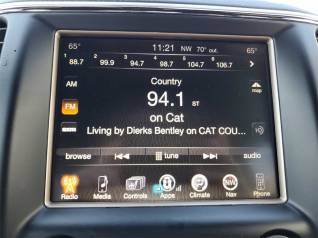 65° 11:21 NW 70° out. 65°
1 88.7 2 99.9 3 94.7 4 98.7 5 104.7 6 106.7
AM
Country
map
FM
94.1 ST
on Cat
Living by Dierks Bentley on CAT COU...
browse tune audio
Radio Media Controls Apps Climate Nav Phone